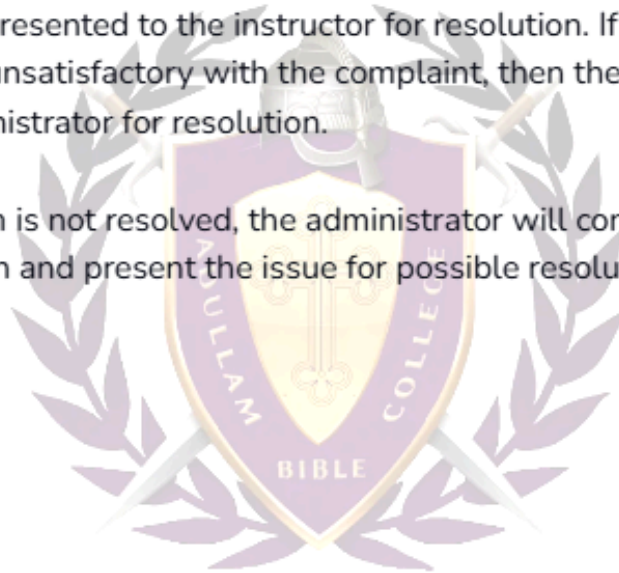 resented to the instructor for resolution. If
unsatisfactory with the complaint, then the
nistrator for resolution.
n is not resolved, the administrator will con
n and present the issue for possible resolu
ADULLAM
COLLEGE
BIBLE